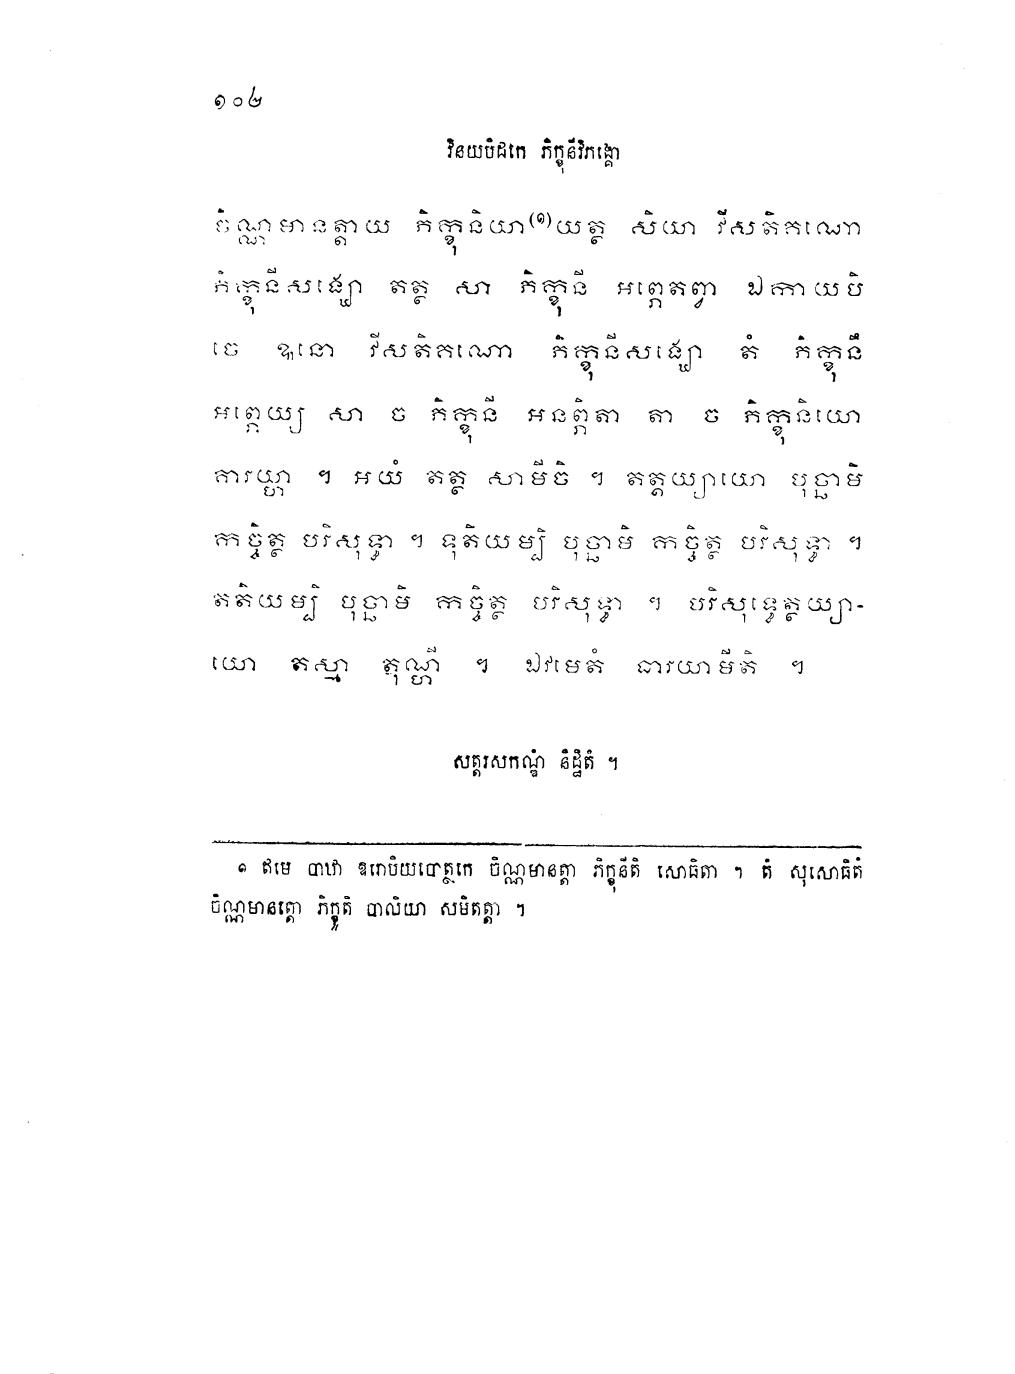 ១០៤
វិនយបិដកេ ភិក្ខុនីវិភង្គោ
ចិណ្ណមានត្តាយ ភិក្ខុនិយា(១)យត្ថ សិយា វីសតិគណោ
ភិក្ខុនីសង្ឃោ តត្ថ សា ភិក្ខុនី អព្ភេតព្វា ឯកាយបិ
ចេ ឩនោ វីសតិគណោ ភិក្ខុនីសង្ឃោ តំ ភិក្ខុនឹ
អព្ភេយ្យ សា ច ភិក្ខុនី អនព្ភិតា តា ច ភិក្ខុនិយោ
គារយ្ហា ។ អយំ តត្ថ សាមីចិ ។ តត្ថយ្យាយោ បុច្ឆាមិ
កច្ចិត្ថ បរិសុទ្ធា ។ ទុតិយម្បិ បុច្ឆាមិ កច្ចិត្ថ បរិសុទ្ធា ។
តតិយម្បិ បុច្ឆាមិ កច្ចិត្ថ បរិសុទ្ធា ។ បរិសុទ្ធេត្ថយ្យា-
យោ តស្មា តុណ្ហី ។ ឯវមេតំ ធារយាមីតិ ។
សត្តរសកណ្ឌំ និដ្ឋិតំ ។
១ ឥមេ បាឋា ឱរោបិយបោត្ថកេ ចិណ្ណមានត្តា ភិក្ខុនីតិ សោធិតា ។ តំ សុសោធិតំ
ចិណ្ណមានត្តោ ភិក្ខូតិ បាលិយា សមិតត្តា ។